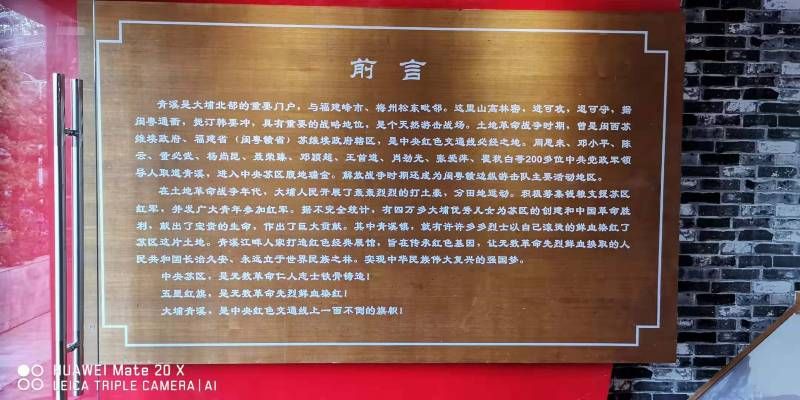 前言
青溪是大埔北部的重要门户，与福建峰市、梅州松东毗邻。这里山高林密，进可攻，退可守，据
闽粤通衢，扼汀韩要冲，具有重要的战略地位，是个天然游击战场。土地革命战争时期，曾是闽西苏
维埃政府、福建省（闽粤赣省）苏维埃政府辖区，是中央红色交通线必经之地。周恩来、邓小平、陈
云、董必武、杨尚昆、聂荣臻、邓颖超、王首道、肖劲光、张爱萍、瞿秋白等200多位中共党政军领
导人取道青溪，进入中央苏区腹地瑞金。解放战争时期还成为闽粤赣边纵游击队主要活动地区。
在土地革命战争年代，大埔人民开展了轰轰烈烈的打土豪、分田地运动。积极筹集钱粮支援苏区
红军，并发广大青年参加红军。据不完全统计，有四万多大埔优秀儿女为苏区的创建和中国革命胜
利，献出了宝贵的生命，作出了巨大贡献。其中青溪镇，就有许许多多烈士以自己滚烫的鲜血染红了
苏区这片土地。青溪江畔人家打造红色经典展馆，旨在传承红色基因，让无数革命先烈鲜血换取的人
民共和国长治久安、永远立于世界民族之林。实现中华民族伟大复兴的强国梦。
中央苏区，是无数革命仁人志士铁骨铸造！
五星红旗，是无数革命先烈鲜血染红！
大埔青溪，是中央红色交通线上一面不倒的旗帜！
HUAWEI Mate 20 X
LEICA TRIPLE CAMERA | AI